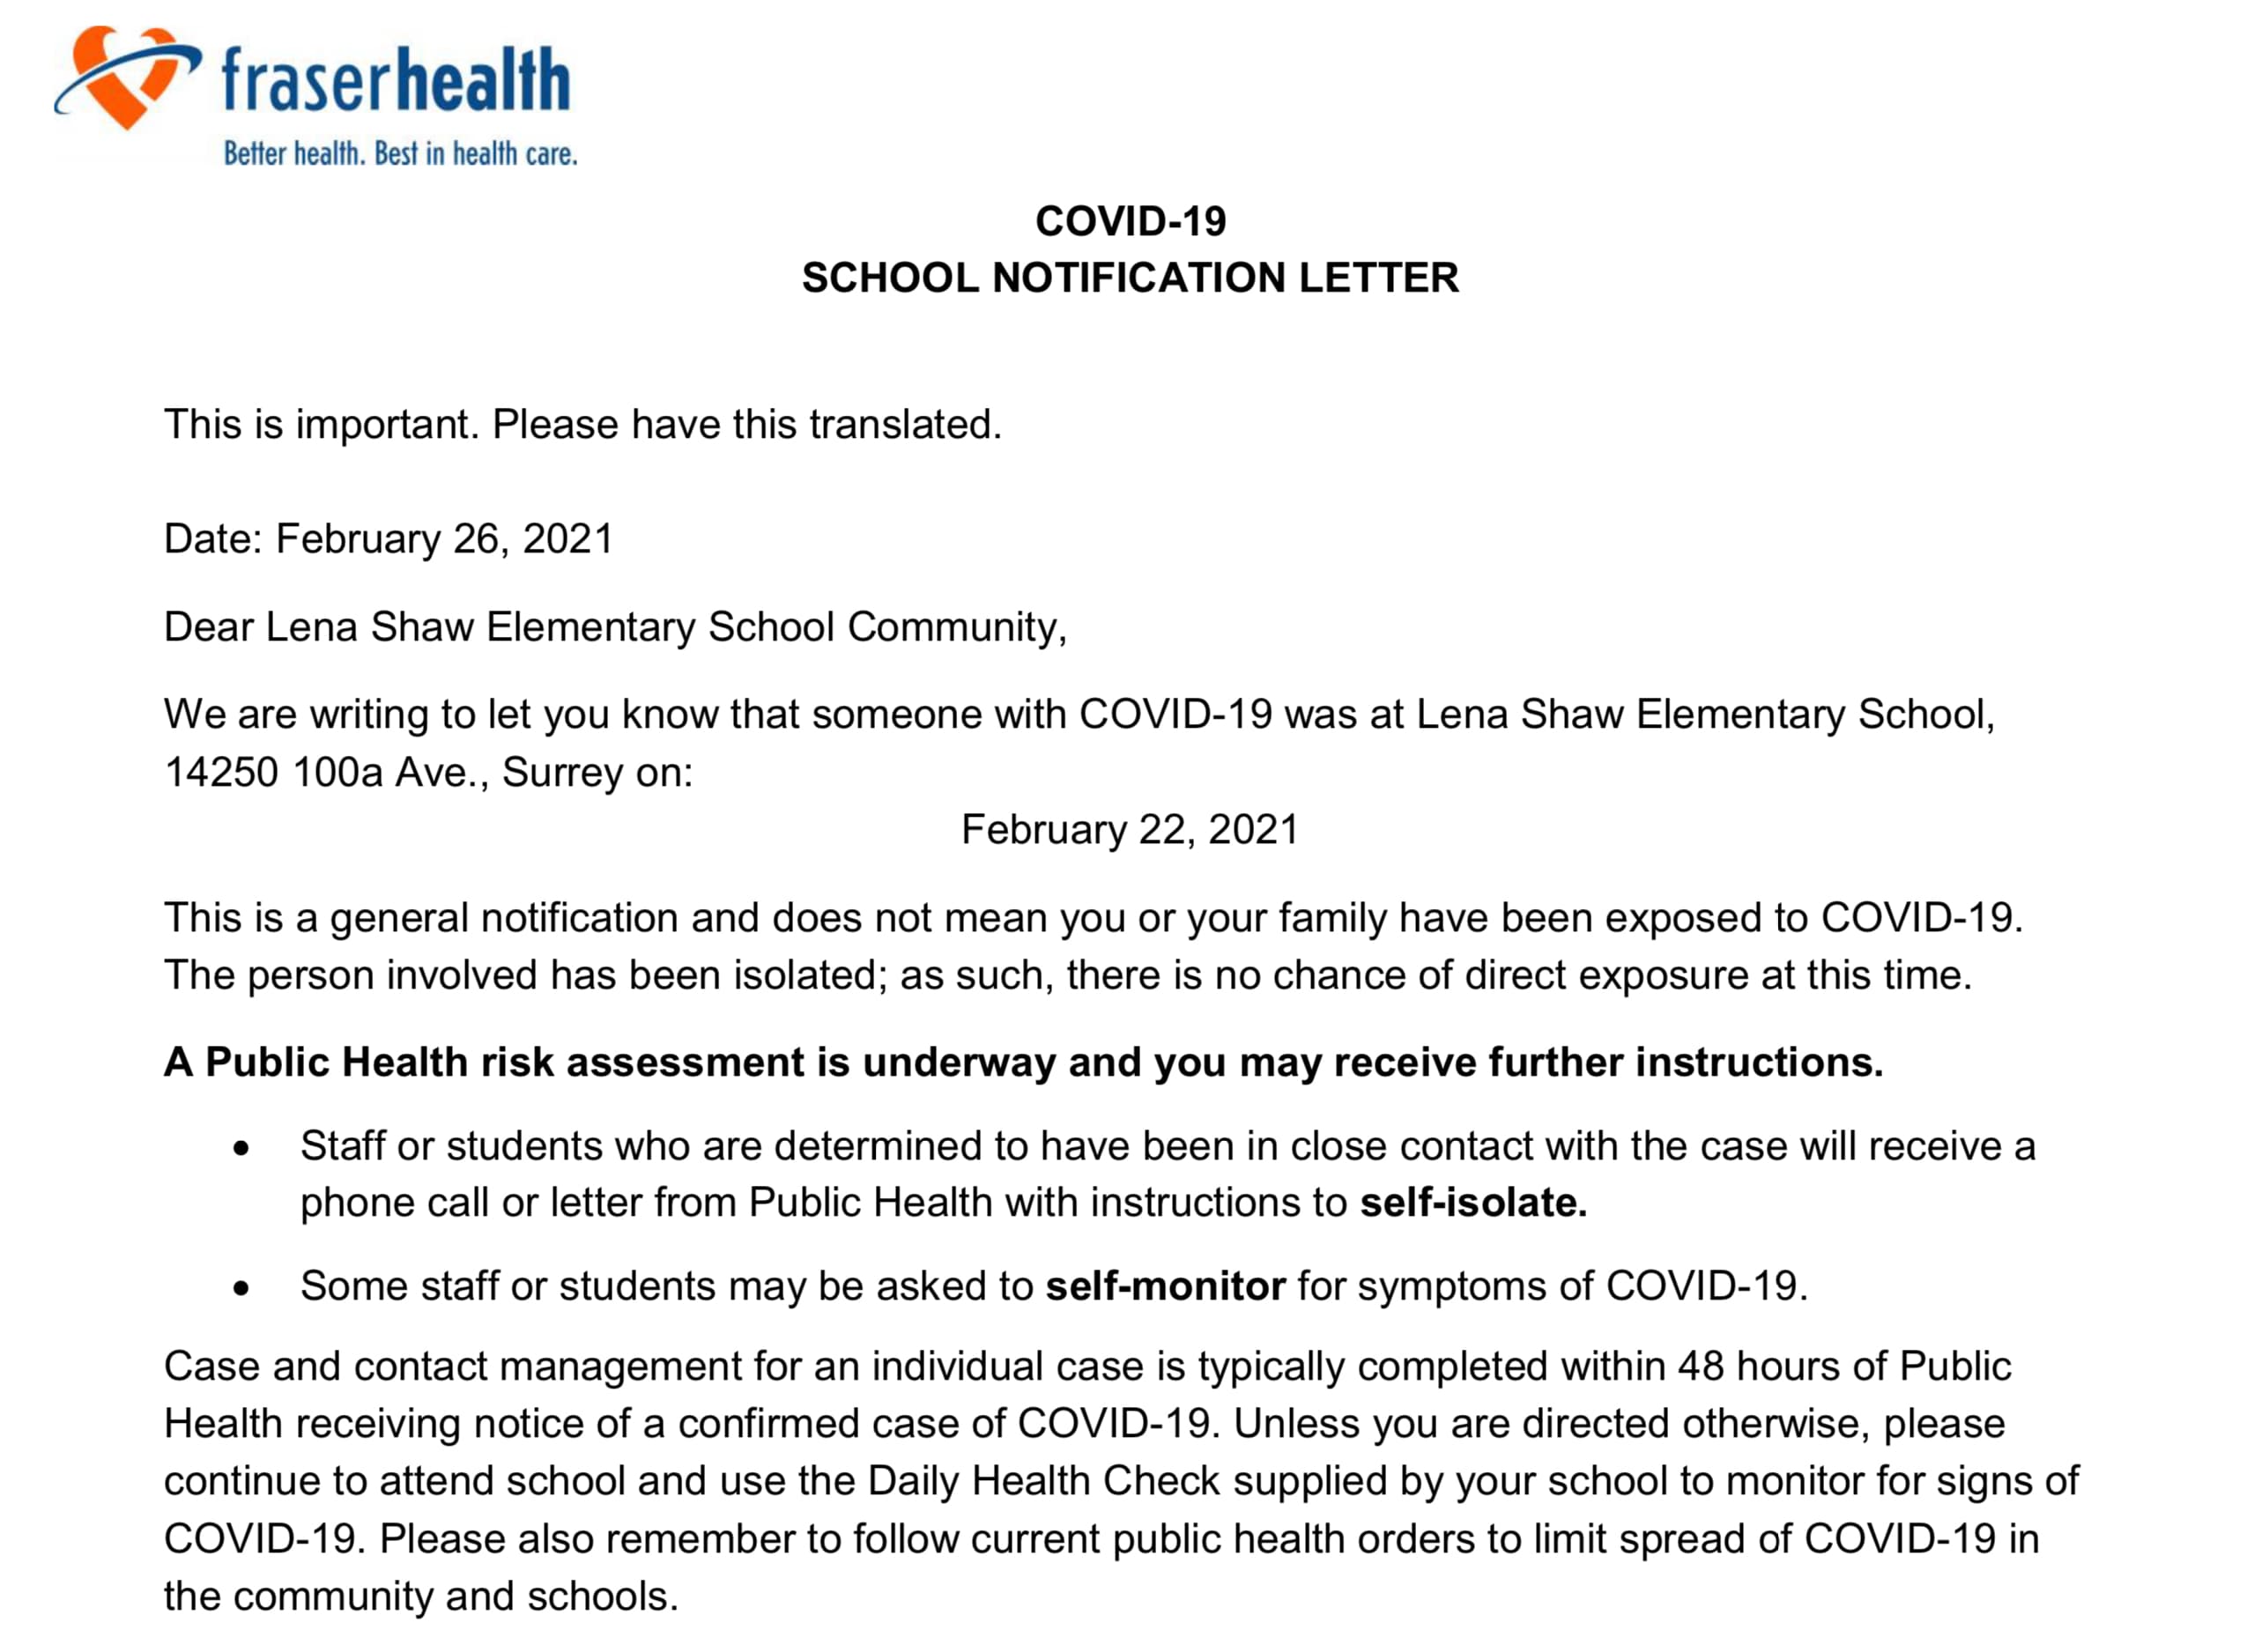 fraserhealth
Better health. Best in health care.
COVID-19
SCHOOL NOTIFICATION LETTER
This is important. Please have this translated.
Date: February 26, 2021
Dear Lena Shaw Elementary School Community,
We are writing to let you know that someone with COVID-19 was at Lena Shaw Elementary School,
14250 100a Ave., Surrey on:
February 22, 2021
This is a general notification and does not mean you or your family have been exposed to COVID-19.
The person involved has been isolated; as such, there is no chance of direct exposure at this time.
A Public Health risk assessment is underway and you may receive further instructions.
• Staff or students who are determined to have been in close contact with the case will receive a
phone call or letter from Public Health with instructions to self-isolate.
• Some staff or students may be asked to self-monitor for symptoms of COVID-19.
Case and contact management for an individual case is typically completed within 48 hours of Public
Health receiving notice of a confirmed case of COVID-19. Unless you are directed otherwise, please
continue to attend school and use the Daily Health Check supplied by your school to monitor for signs of
COVID-19. Please also remember to follow current public health orders to limit spread of COVID-19 in
the community and schools.